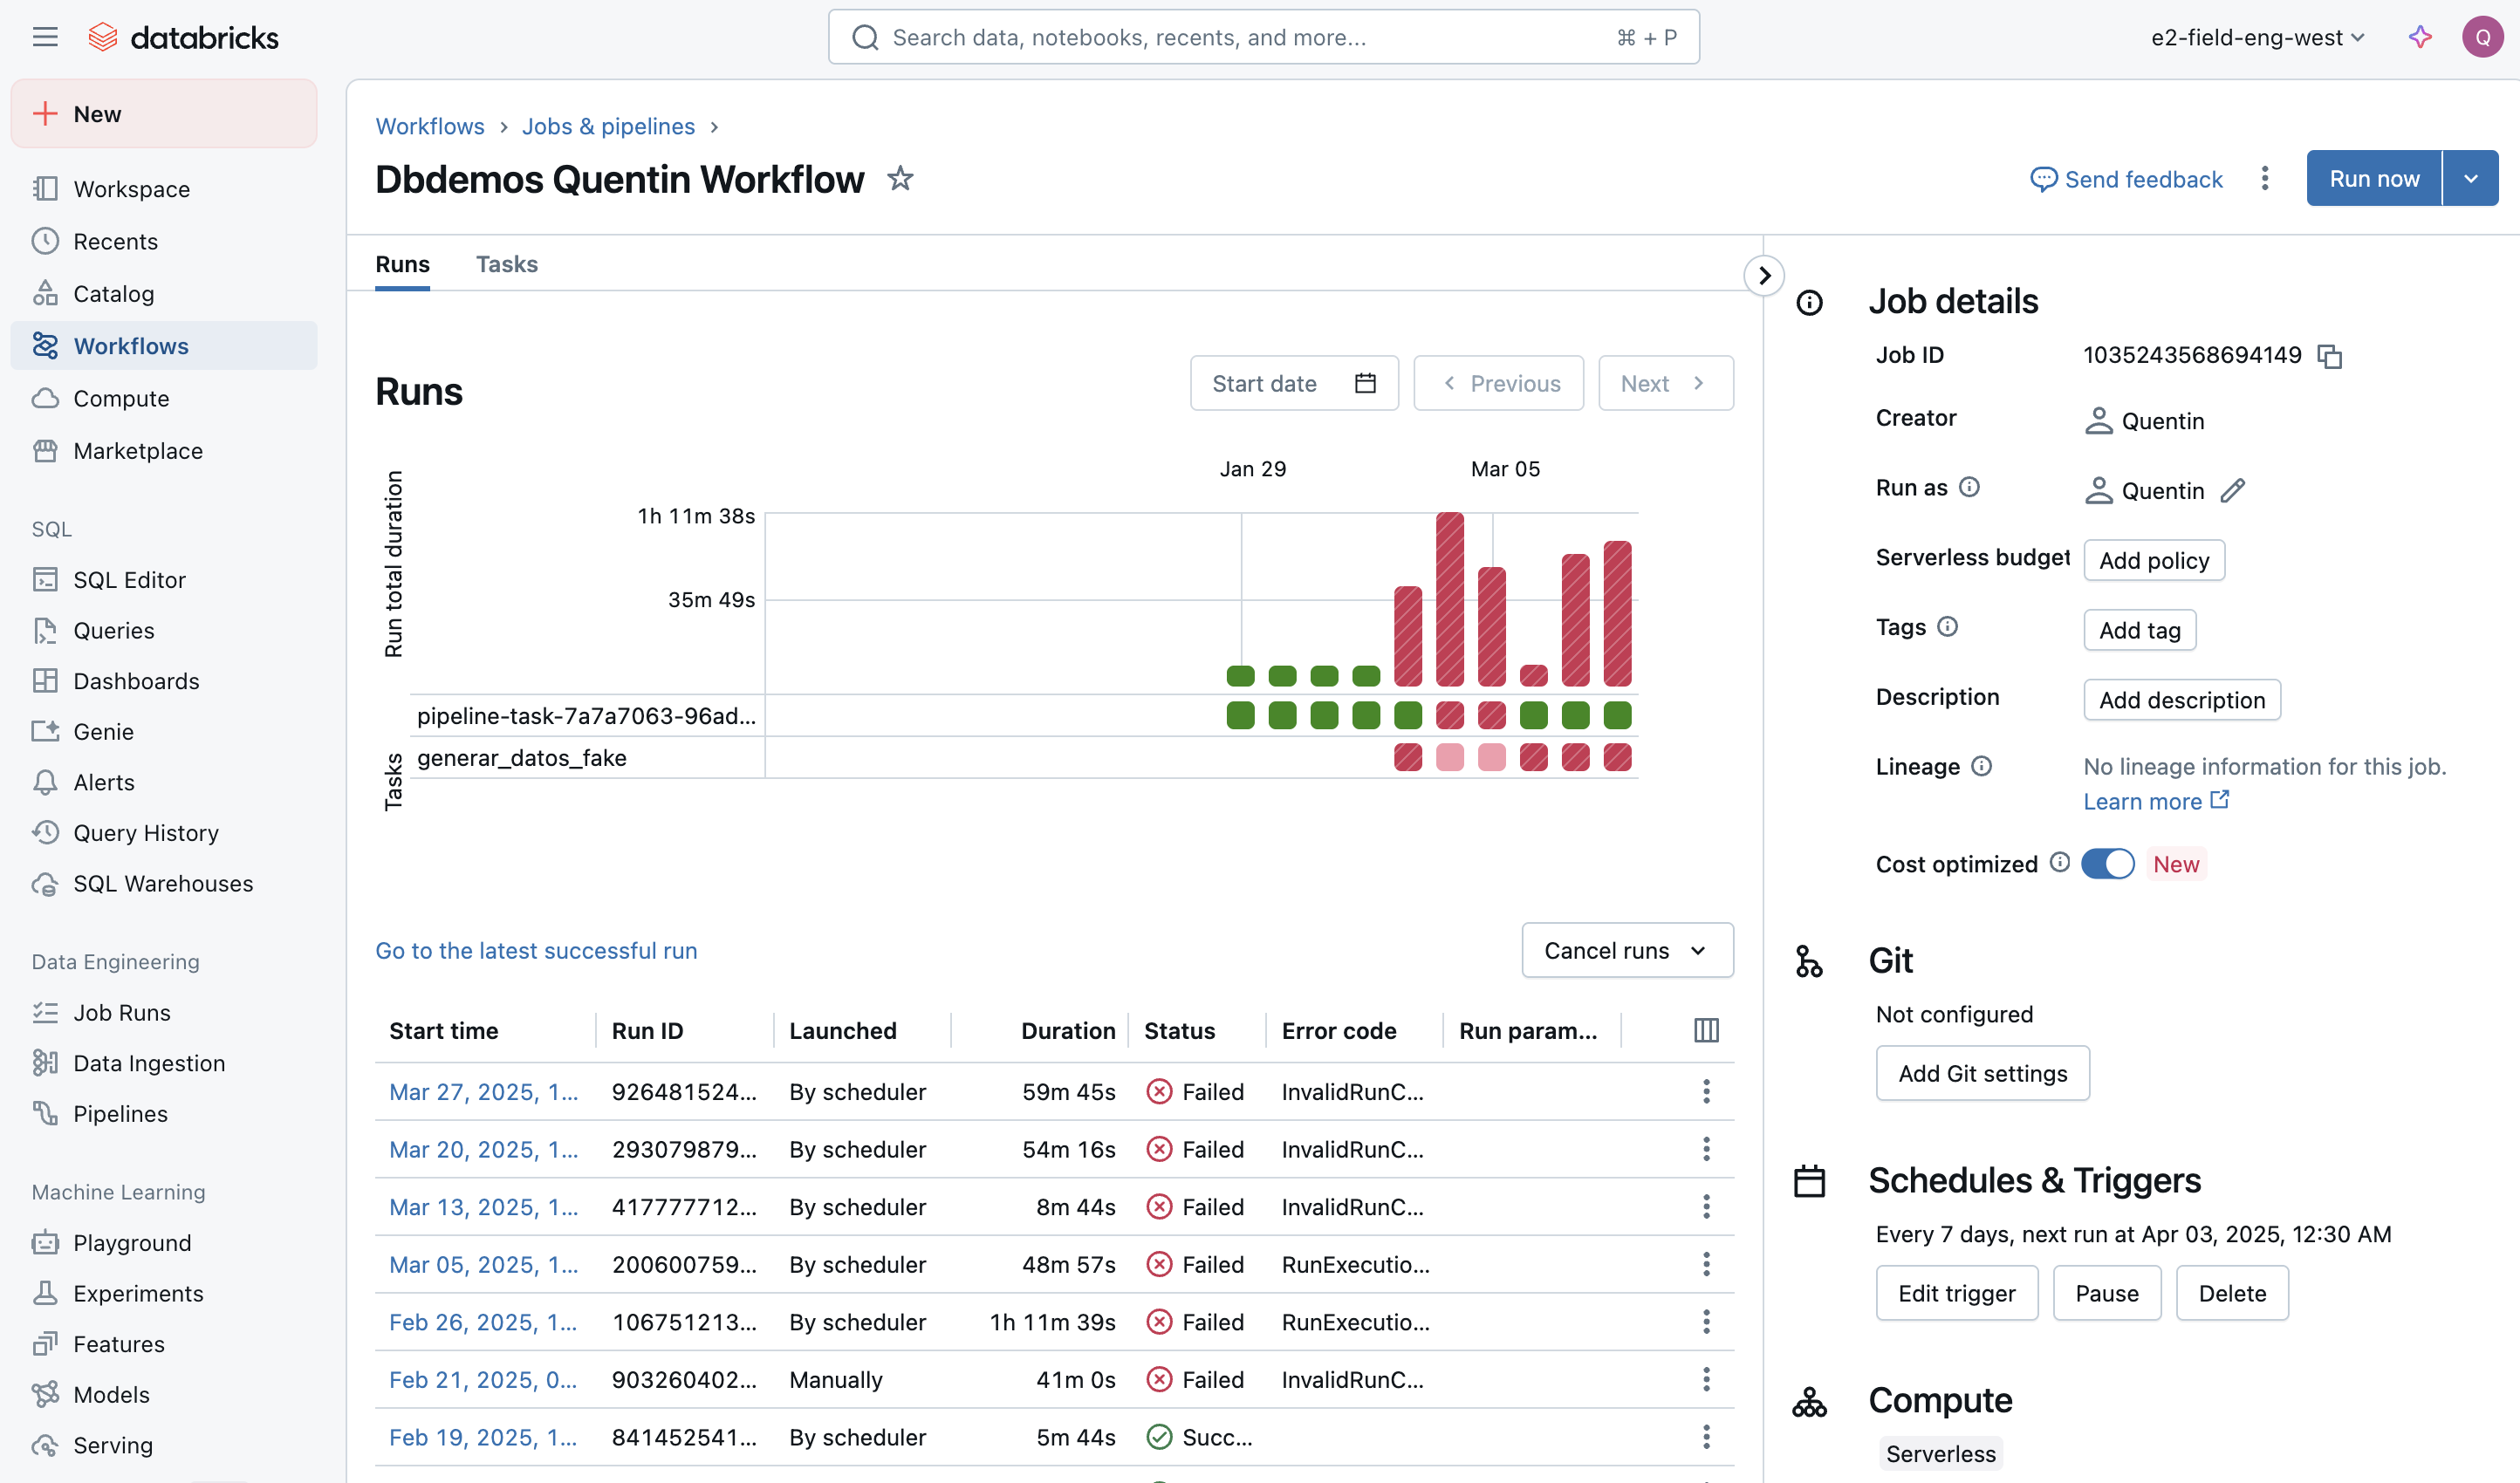 databricks
Search data, notebooks, recents, and more...
⌘ + P
e2-field-eng-west
Q
New
Workspace
Recents
Catalog
Workflows
Compute
Marketplace
SQL
SQL Editor
Queries
Dashboards
Genie
Alerts
Query History
SQL Warehouses
Data Engineering
Job Runs
Data Ingestion
Pipelines
Machine Learning
Playground
Experiments
Features
Models
Serving
Workflows › Jobs & pipelines ›
Dbdemos Quentin Workflow
Send feedback
Run now
Runs
Tasks
Runs
Start date
Previous
Next
Jan 29
Mar 05
Run total duration
1h 11m 38s
35m 49s
Tasks
pipeline-task-7a7a7063-96ad...
generar_datos_fake
Go to the latest successful run
Cancel runs
Start time Run ID Launched Duration Status Error code Run param...
Mar 27, 2025, 1... 926481524... By scheduler 59m 45s Failed InvalidRunC...
Mar 20, 2025, 1... 293079879... By scheduler 54m 16s Failed InvalidRunC...
Mar 13, 2025, 1... 417777712... By scheduler 8m 44s Failed InvalidRunC...
Mar 05, 2025, 1... 200600759... By scheduler 48m 57s Failed RunExecutio...
Feb 26, 2025, 1... 106751213... By scheduler 1h 11m 39s Failed RunExecutio...
Feb 21, 2025, 0... 903260402... Manually 41m 0s Failed InvalidRunC...
Feb 19, 2025, 1... 841452541... By scheduler 5m 44s Succ...
Job details
Job ID 1035243568694149
Creator Quentin
Run as Quentin
Serverless budget Add policy
Tags Add tag
Description Add description
Lineage No lineage information for this job.
Learn more
Cost optimized New
Git
Not configured
Add Git settings
Schedules & Triggers
Every 7 days, next run at Apr 03, 2025, 12:30 AM
Edit trigger
Pause
Delete
Compute
Serverless